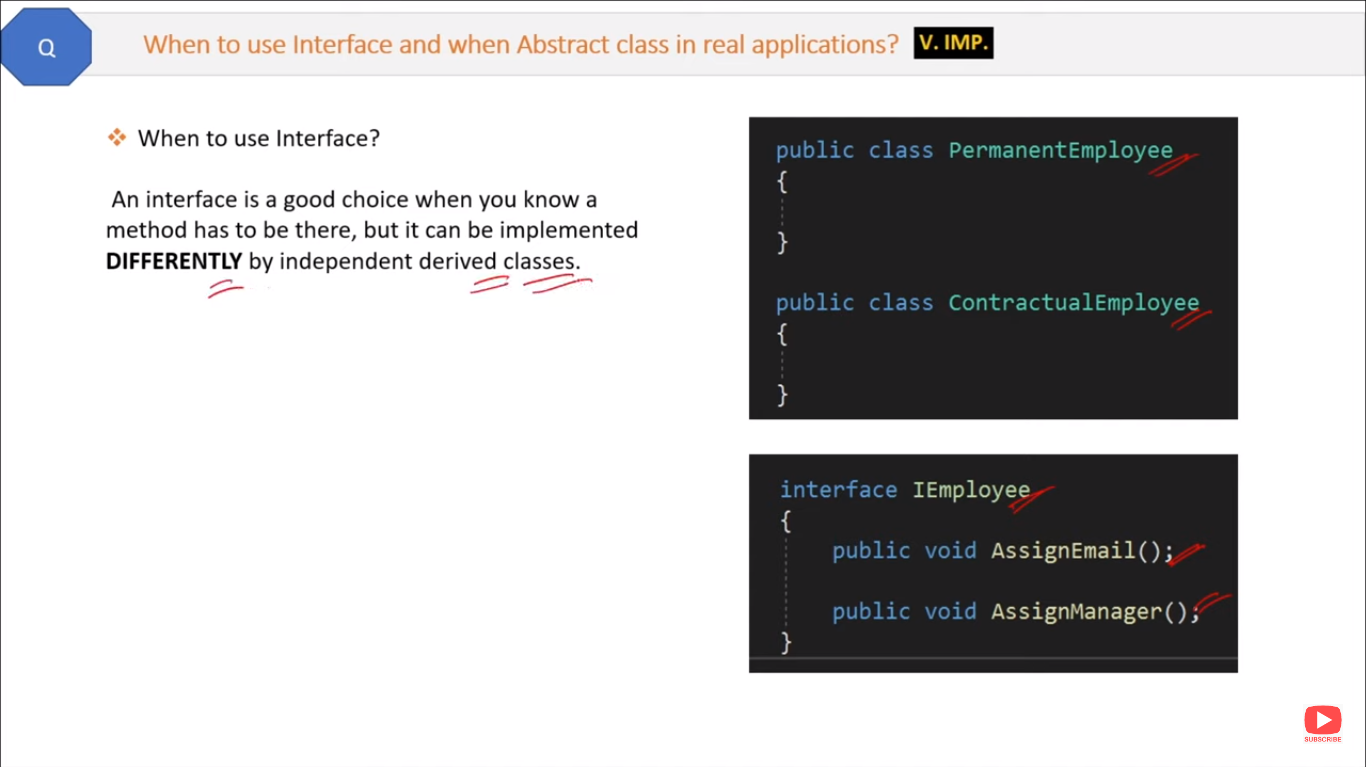 Q
When to use Interface and when Abstract class in real applications? V. IMP.
When to use Interface?
An interface is a good choice when you know a
method has to be there, but it can be implemented
DIFFERENTLY by independent derived classes.
public class PermanentEmployee
{
}
public class ContractualEmployee
{
}
interface IEmployee
{
public void AssignEmail();
public void AssignManager();
}
SUBSCRIBE